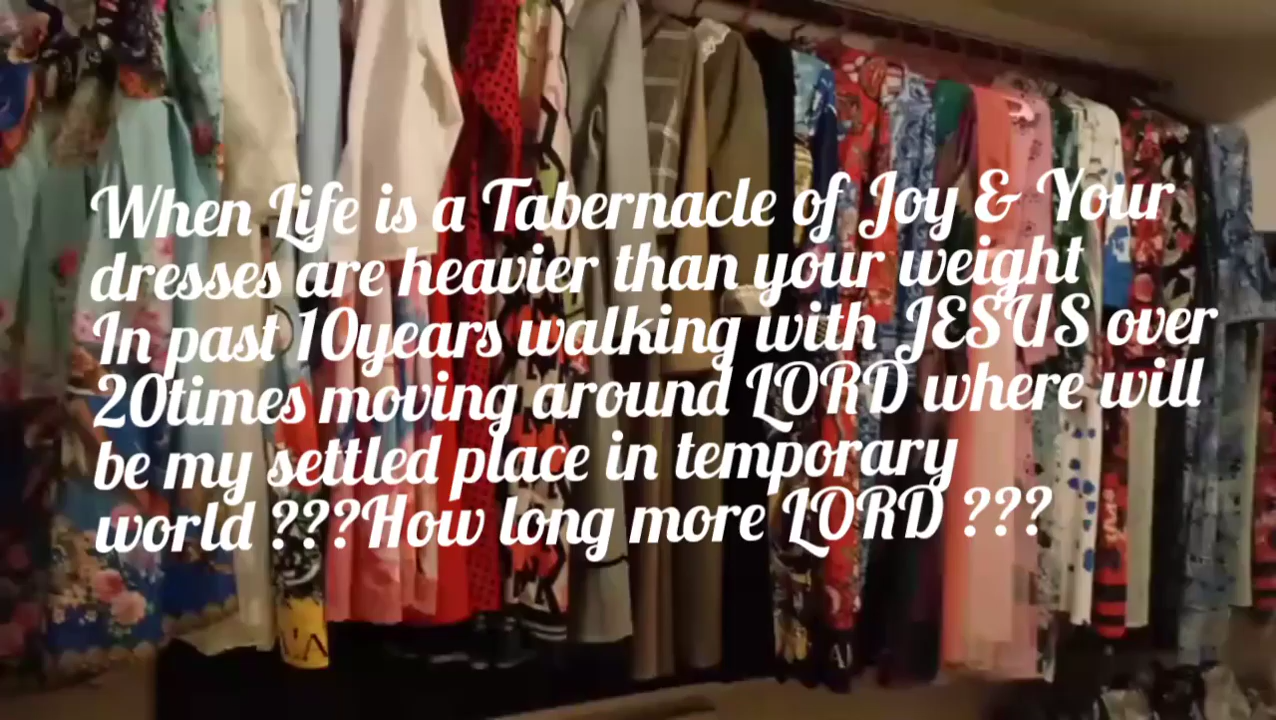 When Life is a Tabernacle of Joy & Your
dresses are heavier than your weight
In past 10years walking with JESUS over
20times moving around LORD where will
be my settled place in temporary
world ???How long more LORD ???